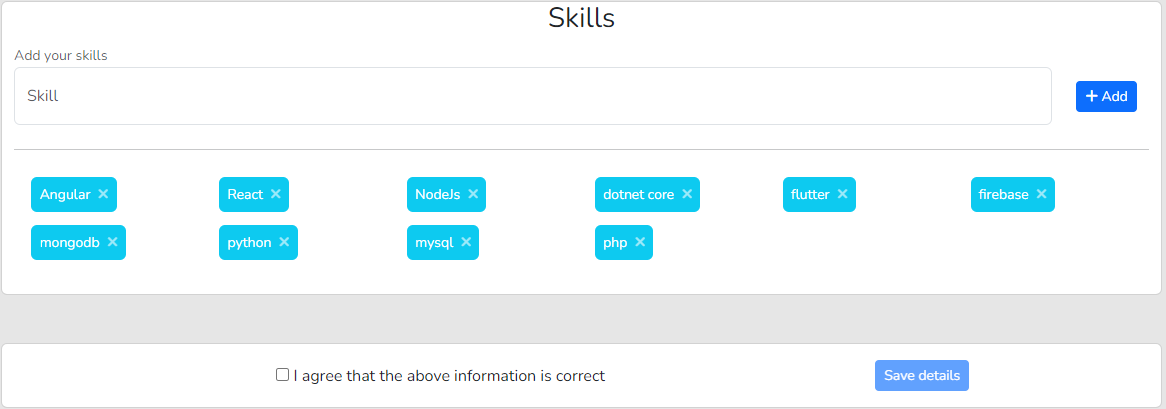 Skills
Add your skills
Skill
+ Add
Angular ×
React ×
NodeJs ×
dotnet core ×
flutter ×
firebase ×
mongodb ×
python ×
mysql ×
php ×
I agree that the above information is correct
Save details